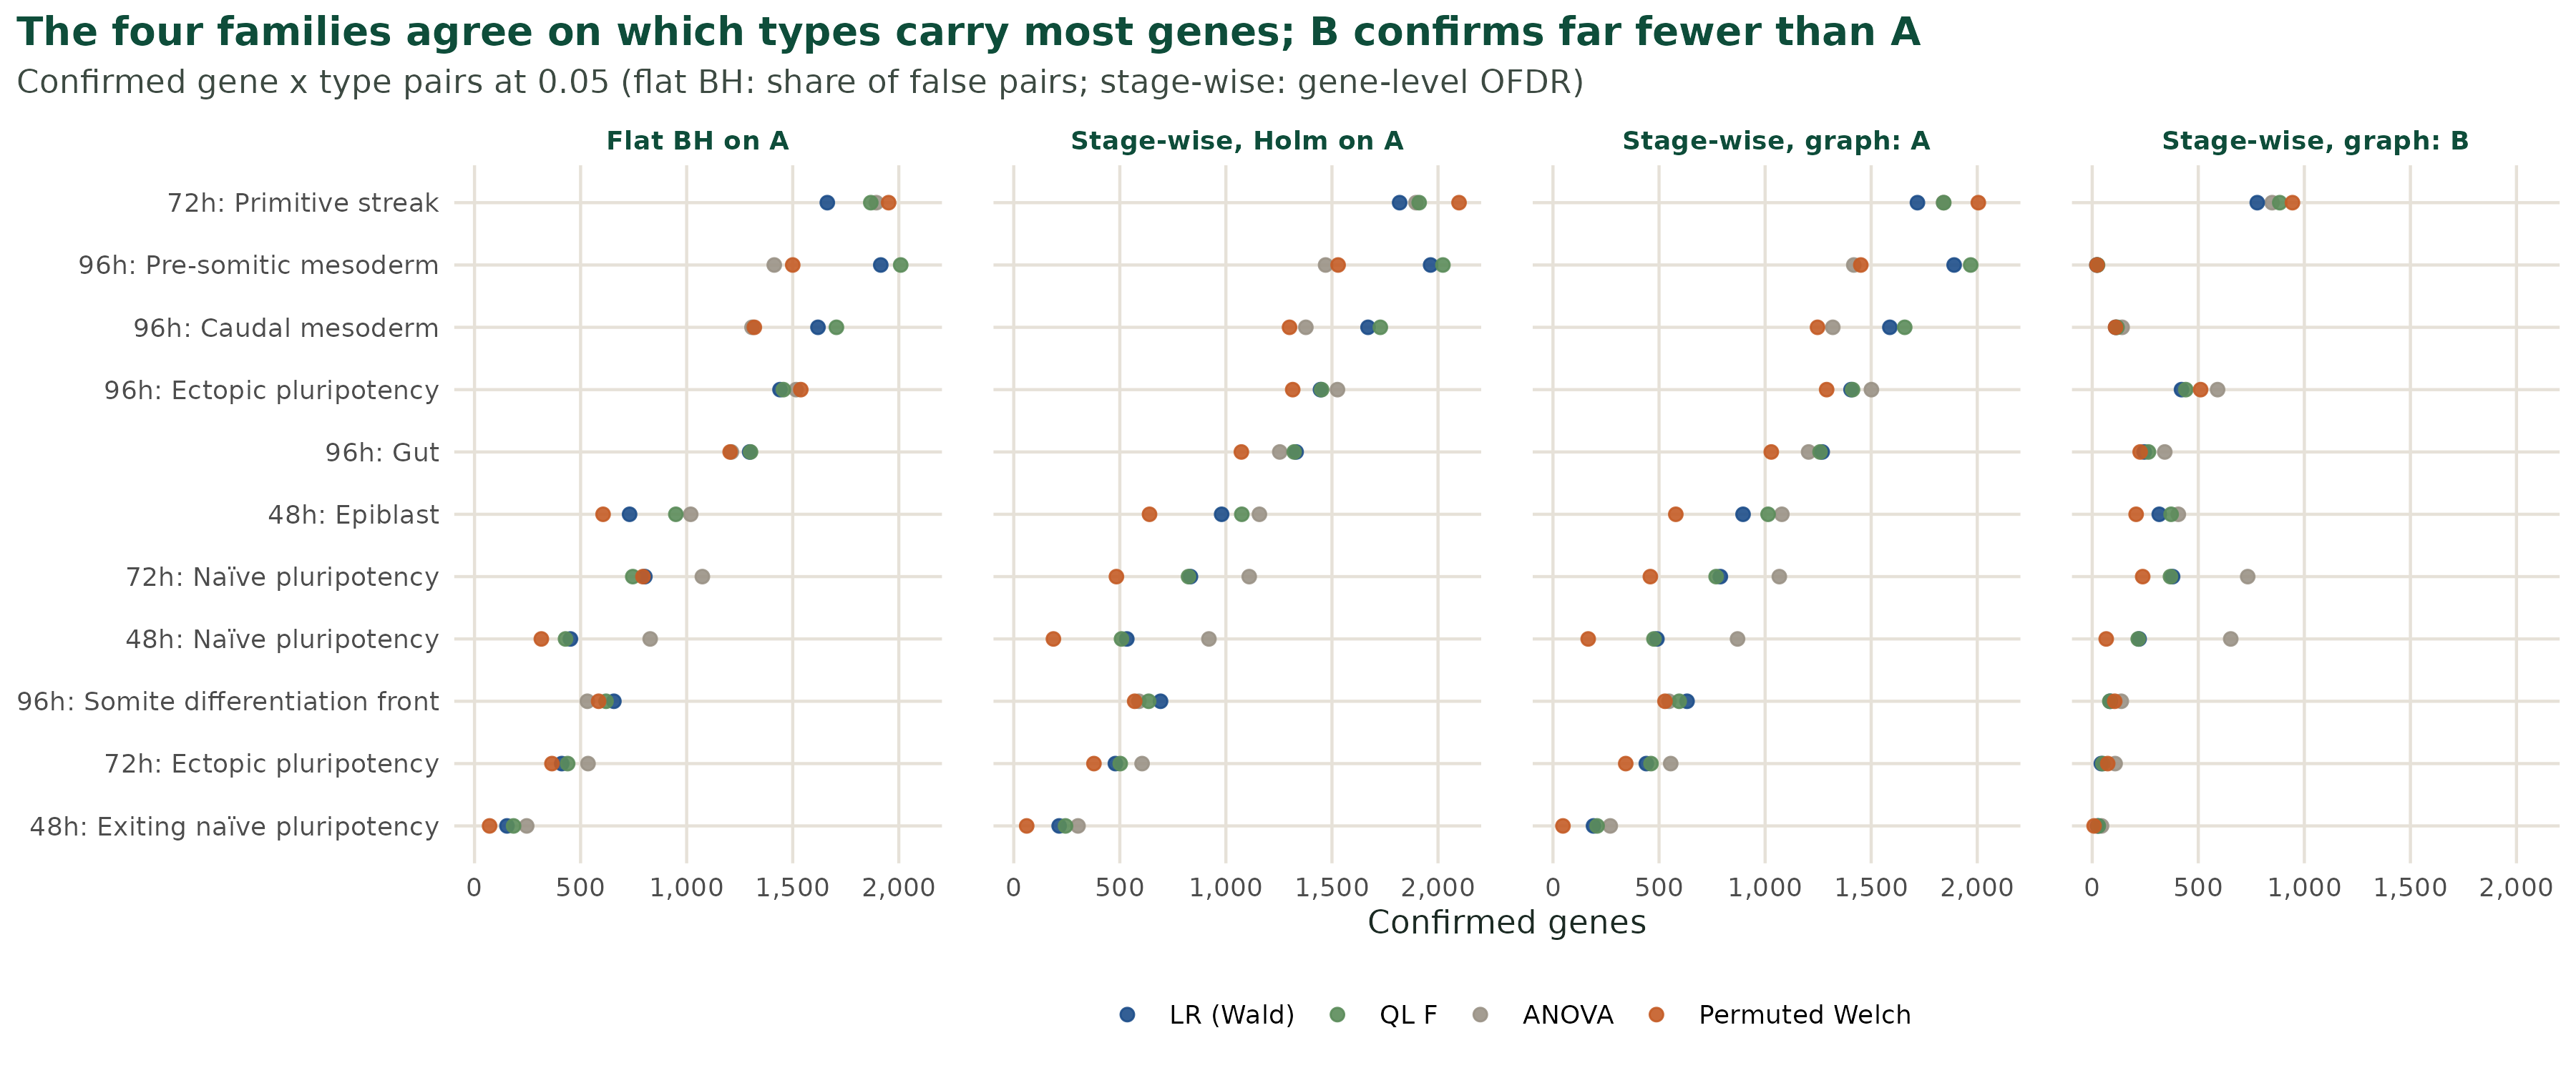 The four families agree on which types carry most genes; B confirms far fewer than A
Confirmed gene x type pairs at 0.05 (flat BH: share of false pairs; stage-wise: gene-level OFDR)
Flat BH on A
Stage-wise, Holm on A
Stage-wise, graph: A
Stage-wise, graph: B
72h: Primitive streak
96h: Pre-somitic mesoderm
96h: Caudal mesoderm
96h: Ectopic pluripotency
96h: Gut
48h: Epiblast
72h: Naïve pluripotency
48h: Naïve pluripotency
96h: Somite differentiation front
72h: Ectopic pluripotency
48h: Exiting naïve pluripotency
0 500 1,000 1,500 2,000
0 500 1,000 1,500 2,000
0 500 1,000 1,500 2,000
0 500 1,000 1,500 2,000
Confirmed genes
LR (Wald)
QL F
ANOVA
Permuted Welch